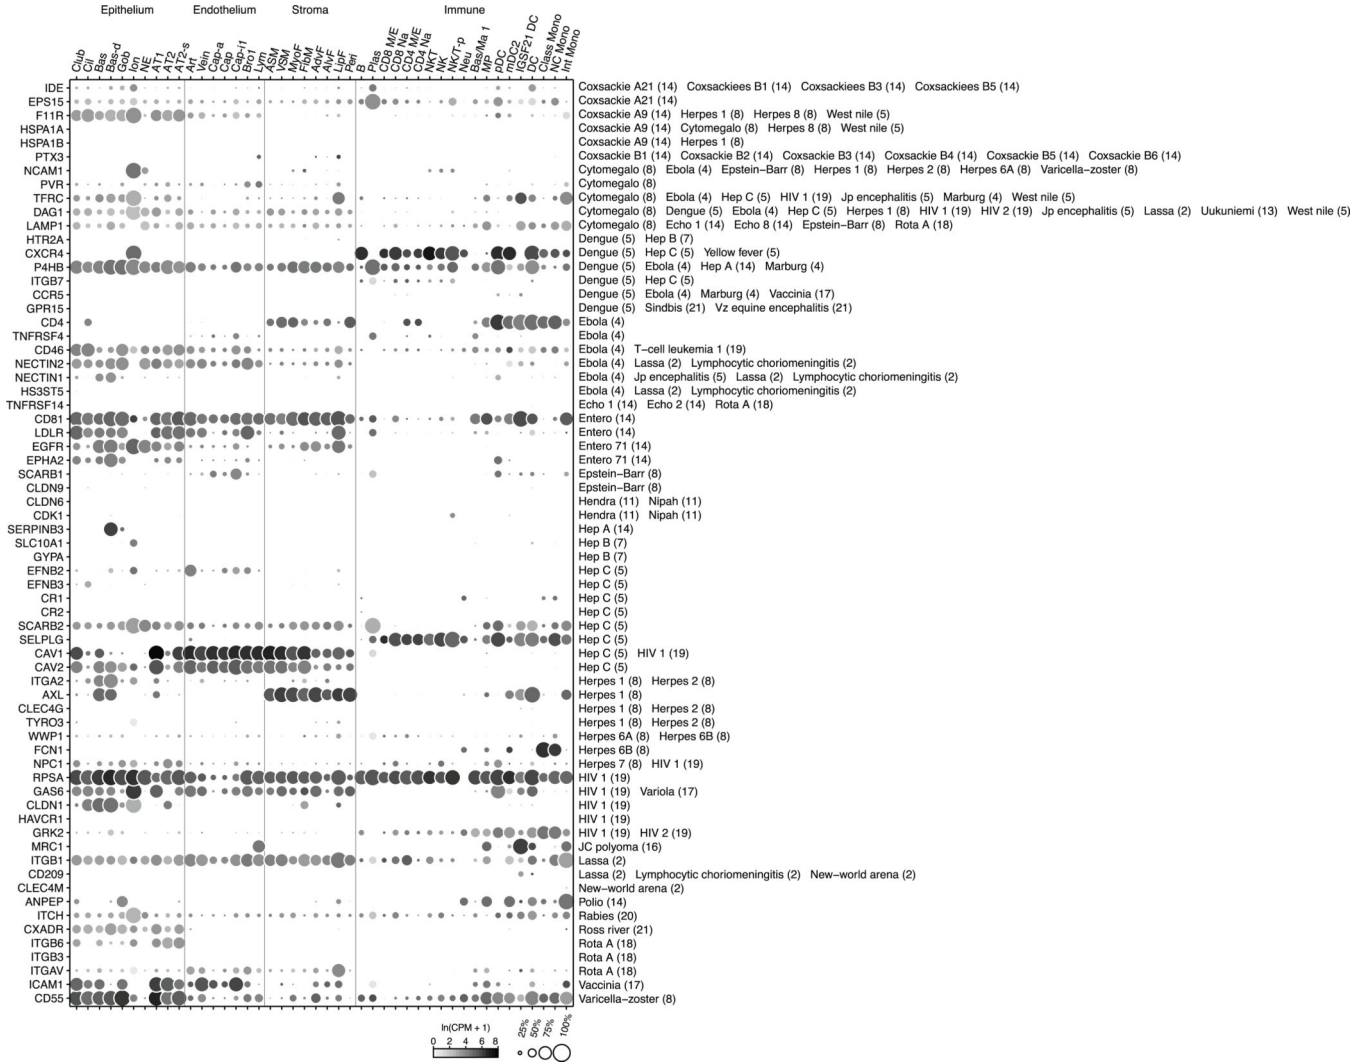 Epithelium Endothelium Stroma Immune
Club Cil Bas Bas-d Gob Ion NE AT1 AT2 AT2-s Art Vein Cap-a Cap Cap-i1 Bro1 Lym ASM VSM MyoF FibM AdvF AlvF LipF Peri B Plas CD8 M/E CD8 Na CD4 M/E CD4 Na NKT NK NK/T-p Neu Bas/Ma 1 MP pDC mDC2 IGSF21 DC DC Class Mono NC Mono Int Mono
IDE Coxsackie A21 (14) Coxsackiees B1 (14) Coxsackiees B3 (14) Coxsackiees B5 (14)
EPS15 Coxsackie A21 (14)
F11R Coxsackie A9 (14) Herpes 1 (8) Herpes 8 (8) West nile (5)
HSPA1A Coxsackie A9 (14) Cytomegalo (8) Herpes 8 (8) West nile (5)
HSPA1B Coxsackie A9 (14) Herpes 1 (8)
PTX3 Coxsackie B1 (14) Coxsackie B2 (14) Coxsackie B3 (14) Coxsackie B4 (14) Coxsackie B5 (14) Coxsackie B6 (14)
NCAM1 Cytomegalo (8) Ebola (4) Epstein−Barr (8) Herpes 1 (8) Herpes 2 (8) Herpes 6A (8) Varicella−zoster (8)
PVR Cytomegalo (8)
TFRC Cytomegalo (8) Ebola (4) Hep C (5) HIV 1 (19) Jp encephalitis (5) Marburg (4) West nile (5)
DAG1 Cytomegalo (8) Dengue (5) Ebola (4) Hep C (5) Herpes 1 (8) HIV 1 (19) HIV 2 (19) Jp encephalitis (5) Lassa (2) Uukuniemi (13) West nile (5)
LAMP1 Cytomegalo (8) Echo 1 (14) Echo 8 (14) Epstein−Barr (8) Rota A (18)
HTR2A Dengue (5) Hep B (7)
CXCR4 Dengue (5) Hep C (5) Yellow fever (5)
P4HB Dengue (5) Ebola (4) Hep A (14) Marburg (4)
ITGB7 Dengue (5) Hep C (5)
CCR5 Dengue (5) Ebola (4) Marburg (4) Vaccinia (17)
GPR15 Dengue (5) Sindbis (21) Vz equine encephalitis (21)
CD4 Ebola (4)
TNFRSF4 Ebola (4)
CD46 Ebola (4) T−cell leukemia 1 (19)
NECTIN2 Ebola (4) Lassa (2) Lymphocytic choriomeningitis (2)
NECTIN1 Ebola (4) Jp encephalitis (5) Lassa (2) Lymphocytic choriomeningitis (2)
HS3ST5 Ebola (4) Lassa (2) Lymphocytic choriomeningitis (2)
TNFRSF14 Echo 1 (14) Echo 2 (14) Rota A (18)
CD81 Entero (14)
LDLR Entero (14)
EGFR Entero 71 (14)
EPHA2 Entero 71 (14)
SCARB1 Epstein−Barr (8)
CLDN9 Epstein−Barr (8)
CLDN6 Hendra (11) Nipah (11)
CDK1 Hendra (11) Nipah (11)
SERPINB3 Hep A (14)
SLC10A1 Hep B (7)
GYPA Hep B (7)
EFNB2 Hep C (5)
EFNB3 Hep C (5)
CR1 Hep C (5)
CR2 Hep C (5)
SCARB2 Hep C (5)
SELPLG Hep C (5)
CAV1 Hep C (5) HIV 1 (19)
CAV2 Hep C (5)
ITGA2 Herpes 1 (8) Herpes 2 (8)
AXL Herpes 1 (8)
CLEC4G Herpes 1 (8) Herpes 2 (8)
TYRO3 Herpes 1 (8) Herpes 2 (8)
WWP1 Herpes 6A (8) Herpes 6B (8)
FCN1 Herpes 6B (8)
NPC1 Herpes 7 (8) HIV 1 (19)
RPSA HIV 1 (19)
GAS6 HIV 1 (19) Variola (17)
CLDN1 HIV 1 (19)
HAVCR1 HIV 1 (19)
GRK2 HIV 1 (19) HIV 2 (19)
MRC1 JC polyoma (16)
ITGB1 Lassa (2)
CD209 Lassa (2) Lymphocytic choriomeningitis (2) New−world arena (2)
CLEC4M New−world arena (2)
ANPEP Polio (14)
ITCH Rabies (20)
CXADR Ross river (21)
ITGB6 Rota A (18)
ITGB3 Rota A (18)
ITGAV Rota A (18)
ICAM1 Vaccinia (17)
CD55 Varicella−zoster (8)
ln(CPM + 1) 25% 50% 75% 100%
0 2 4 6 8